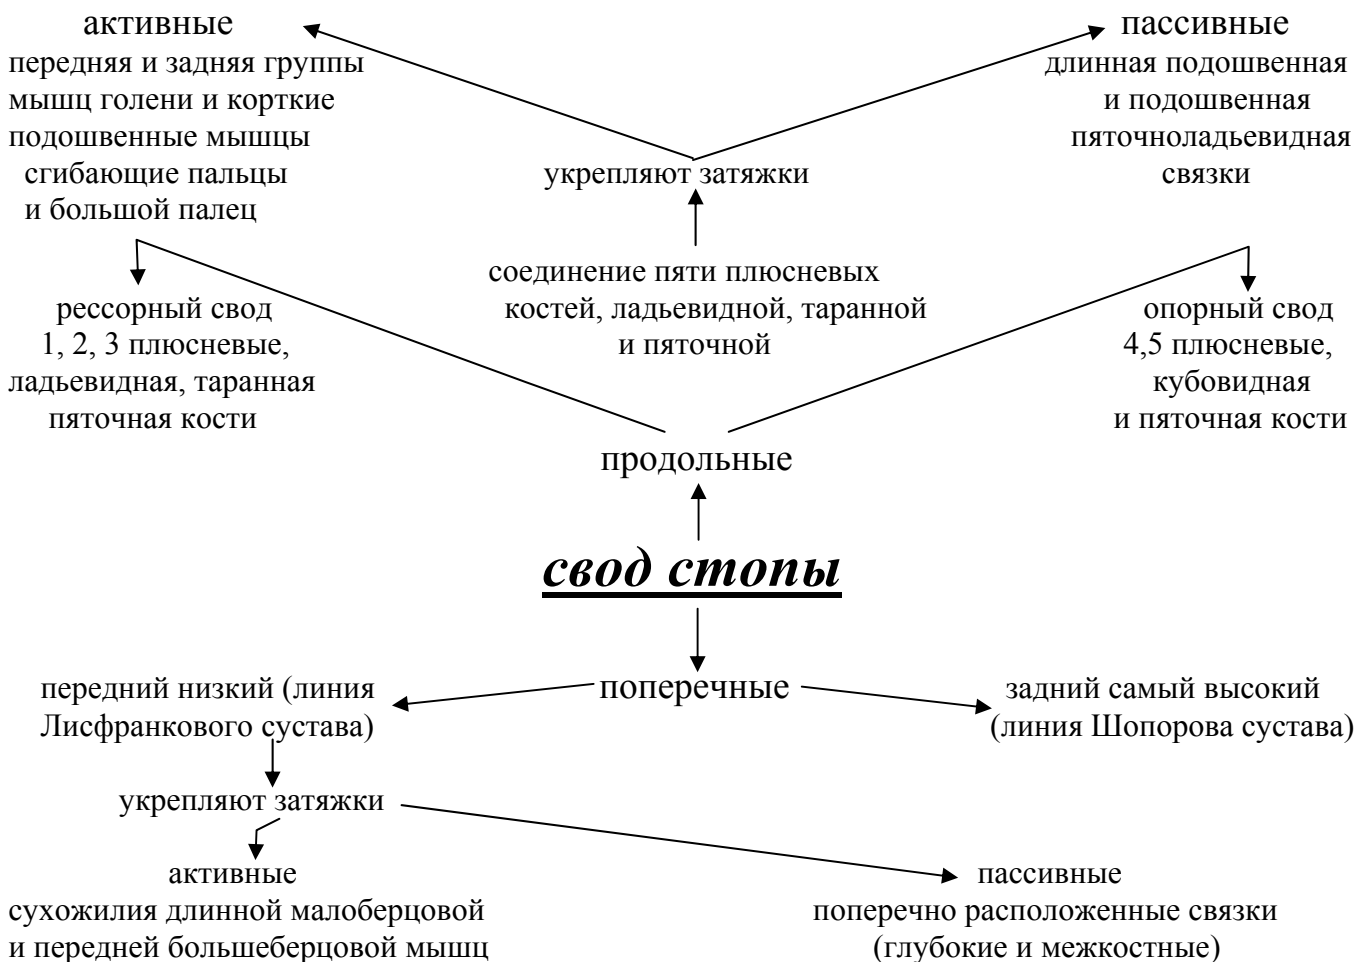 активные
передняя и задняя группы
мышц голени и корткие
подошвенные мышцы
сгибающие пальцы
и большой палец
пассивные
длинная подошвенная
и подошвенная
пяточноладьевидная
связки
укрепляют затяжки
соединение пяти плюсневых
костей, ладьевидной, таранной
и пяточной
рессорный свод
1, 2, 3 плюсневые,
ладьевидная, таранная
пяточная кости
опорный свод
4,5 плюсневые,
кубовидная
и пяточная кости
продольные
свод стопы
поперечные
передний низкий (линия
Лисфранкового сустава)
задний самый высокий
(линия Шопорова сустава)
укрепляют затяжки
активные
сухожилия длинной малоберцовой
и передней большеберцовой мышц
пассивные
поперечно расположенные связки
(глубокие и межкостные)